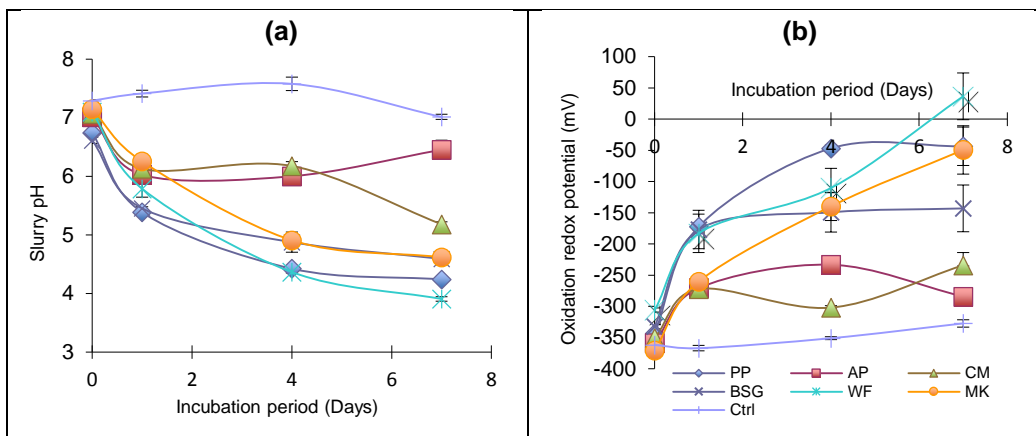 (a)
8
7
6
5
4
3
Slurry pH
0 2 4 6 8
Incubation period (Days)
(b)
100
50
0
-50
-100
-150
-200
-250
-300
-350
-400
Oxidation redox potential (mV)
Incubation period (Days)
0 2 4 6 8
PP AP CM
BSG WF MK
Ctrl